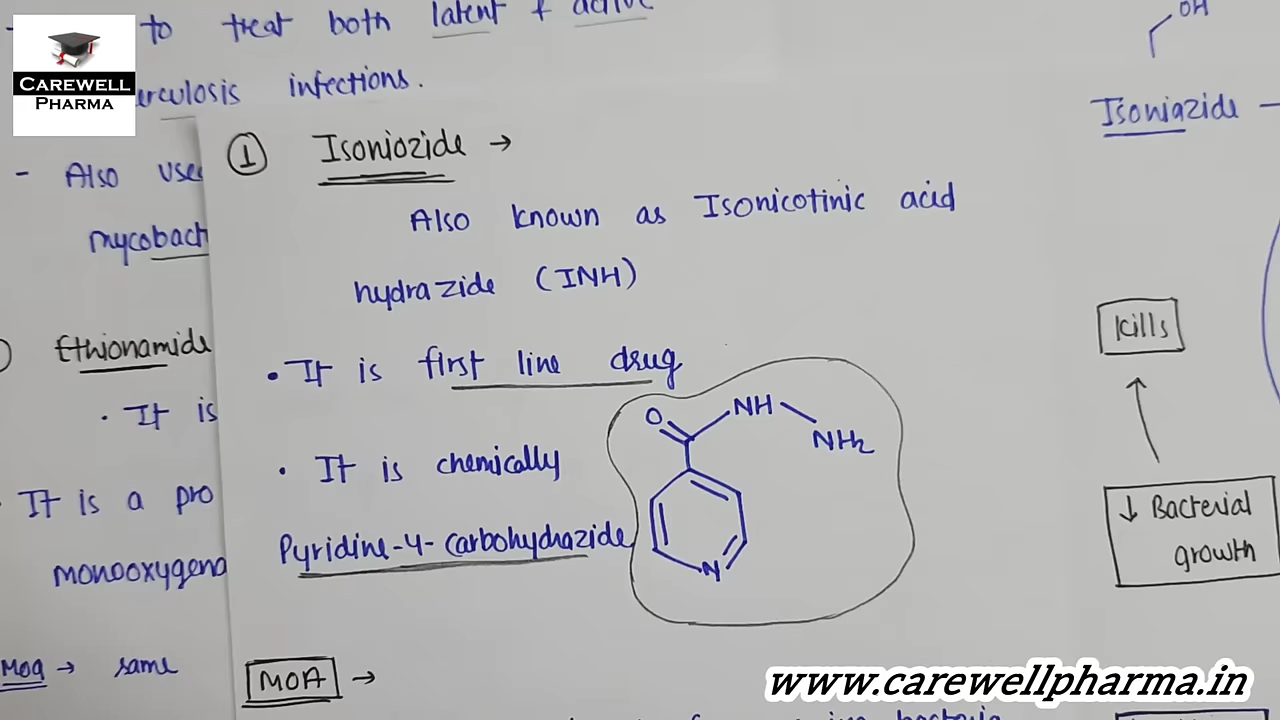 to treat both latent + active
OH
CAREWELL
PHARMA
erculosis infections.
Isoniazide
- Also used
mycobact
① Isoniozide →
Also known as Isonicotinic acid
hydrazide (INH)
Kills
Ethionamide
• It is first line drug
• It is
O NH
NH2
• It is chemically
↓ Bacterial
growth
It is a pro
Pyridine-4-carbohydrazide
N
monooxygena
MOA → same
MOA →
bacteria
www.carewellpharma.in